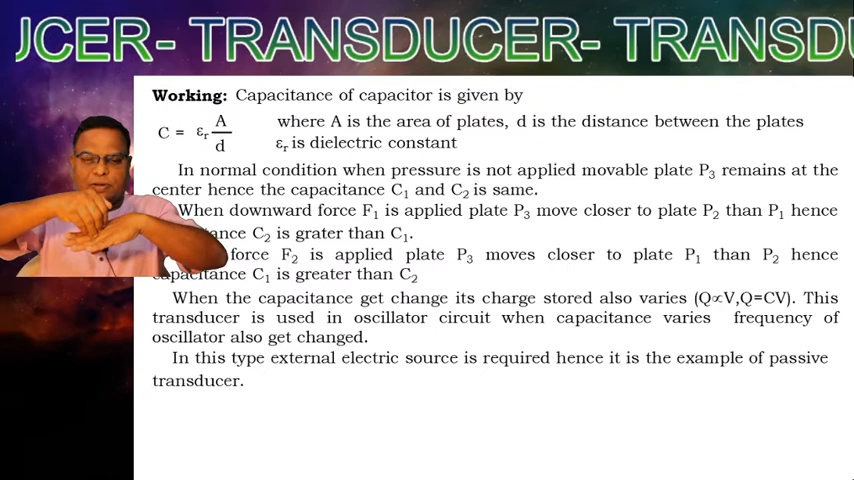 JCER- TRANSDUCER- TRANSDU
Working: Capacitance of capacitor is given by
C = εr A/d where A is the area of plates, d is the distance between the plates
εr is dielectric constant
In normal condition when pressure is not applied movable plate P3 remains at the
center hence the capacitance C1 and C2 is same.
When downward force F1 is applied plate P3 move closer to plate P2 than P1 hence
tance C2 is grater than C1.
force F2 is applied plate P3 moves closer to plate P1 than P2 hence
capacitance C1 is greater than C2
When the capacitance get change its charge stored also varies (Q∝V,Q=CV). This
transducer is used in oscillator circuit when capacitance varies frequency of
oscillator also get changed.
In this type external electric source is required hence it is the example of passive
transducer.